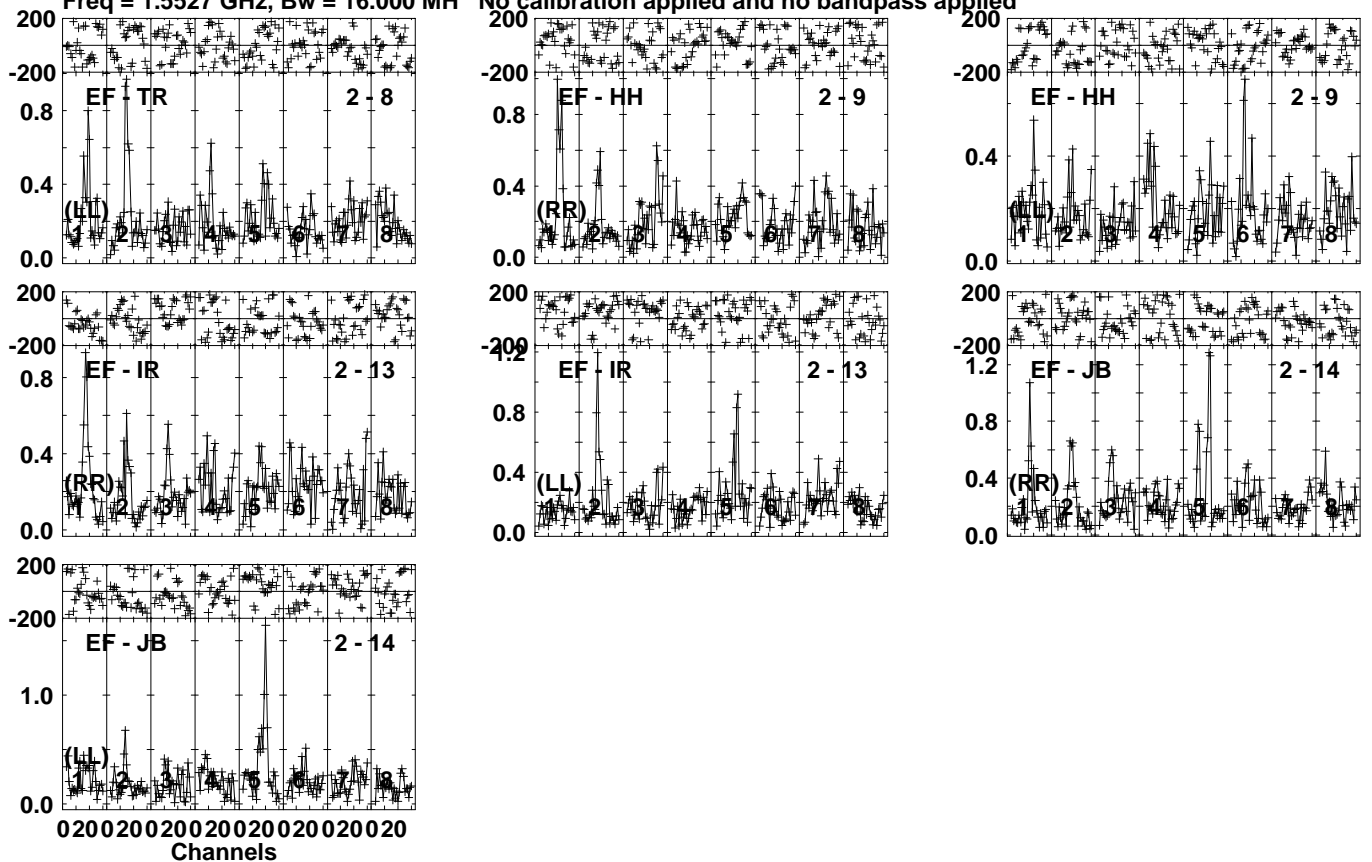 Freq = 1.5527 GHz, Bw = 16.000 MH No calibration applied and no bandpass applied
200
-200
EF - TR 2 - 8
0.8
0.4
(LL)
1 2 3 4 5 6 7 8
0.0
200
-200
EF - HH 2 - 9
0.8
0.4
(RR)
1 2 3 4 5 6 7 8
0.0
200
-200
EF - HH 2 - 9
0.4
(LL)
1 2 3 4 5 6 7 8
0.0
200
-200
EF - IR 2 - 13
0.8
0.4
(RR)
1 2 3 4 5 6 7 8
0.0
200
-200
1.2
EF - IR 2 - 13
0.8
0.4
(LL)
1 2 3 4 5 6 7 8
0.0
200
-200
EF - JB 2 - 14
1.2
0.8
0.4
(RR)
1 2 3 4 5 6 7 8
0.0
200
-200
EF - JB 2 - 14
1.0
(LL)
1 2 3 4 5 6 7 8
0.0
0 20 0 20 0 20 0 20 0 20 0 20 0 20 0 20
Channels